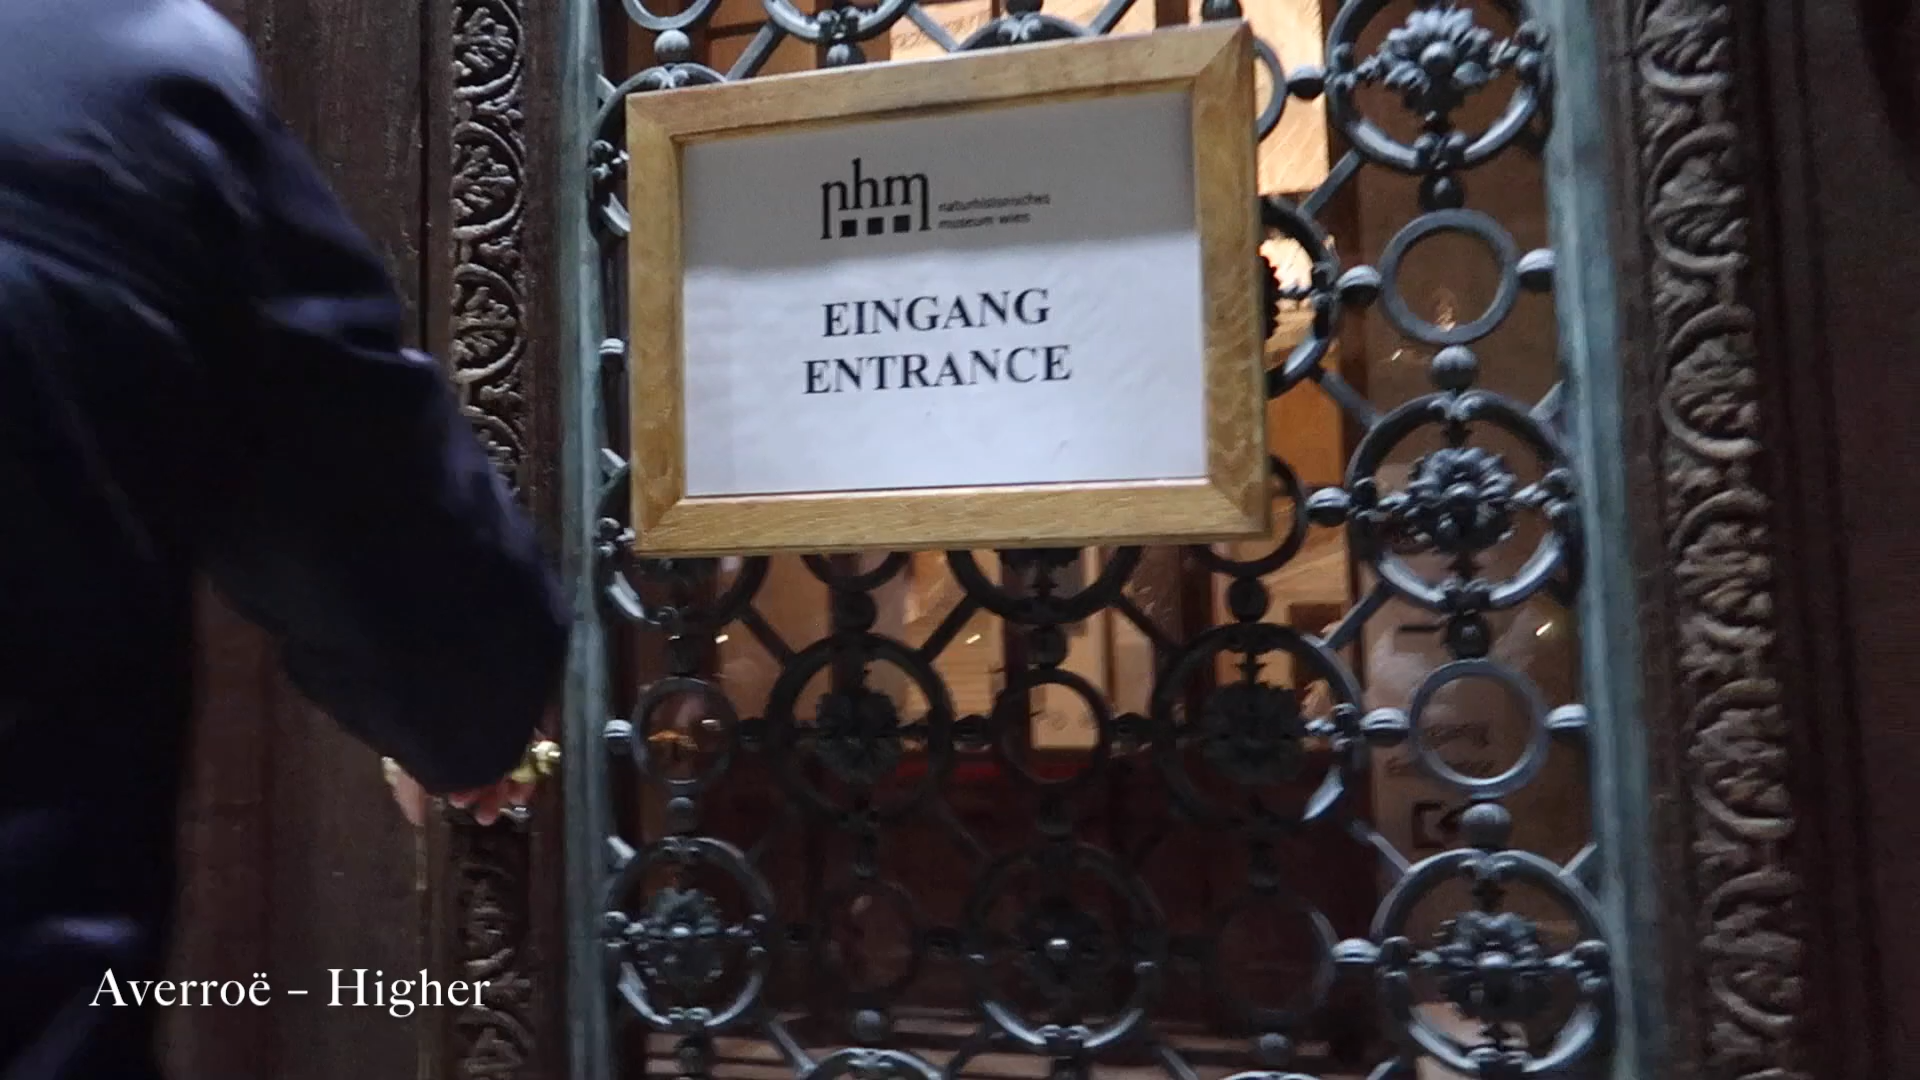 nhm
naturhistorisches
museum wien
EINGANG
ENTRANCE
Averroë – Higher